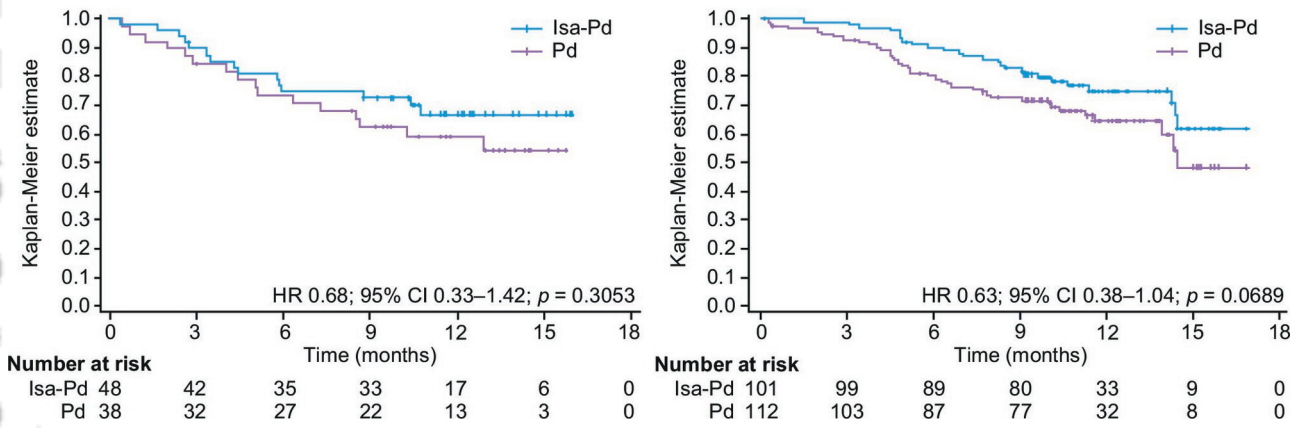 1.0
0.9
0.8
0.7
0.6
0.5
0.4
0.3
0.2
0.1
0.0
Kaplan-Meier estimate
Isa-Pd
Pd
HR 0.68; 95% CI 0.33–1.42; p = 0.3053
0 3 6 9 12 15 18
Time (months)
Number at risk
Isa-Pd 48 42 35 33 17 6 0
Pd 38 32 27 22 13 3 0
1.0
0.9
0.8
0.7
0.6
0.5
0.4
0.3
0.2
0.1
0.0
Kaplan-Meier estimate
Isa-Pd
Pd
HR 0.63; 95% CI 0.38–1.04; p = 0.0689
0 3 6 9 12 15 18
Time (months)
Number at risk
Isa-Pd 101 99 89 80 33 9 0
Pd 112 103 87 77 32 8 0